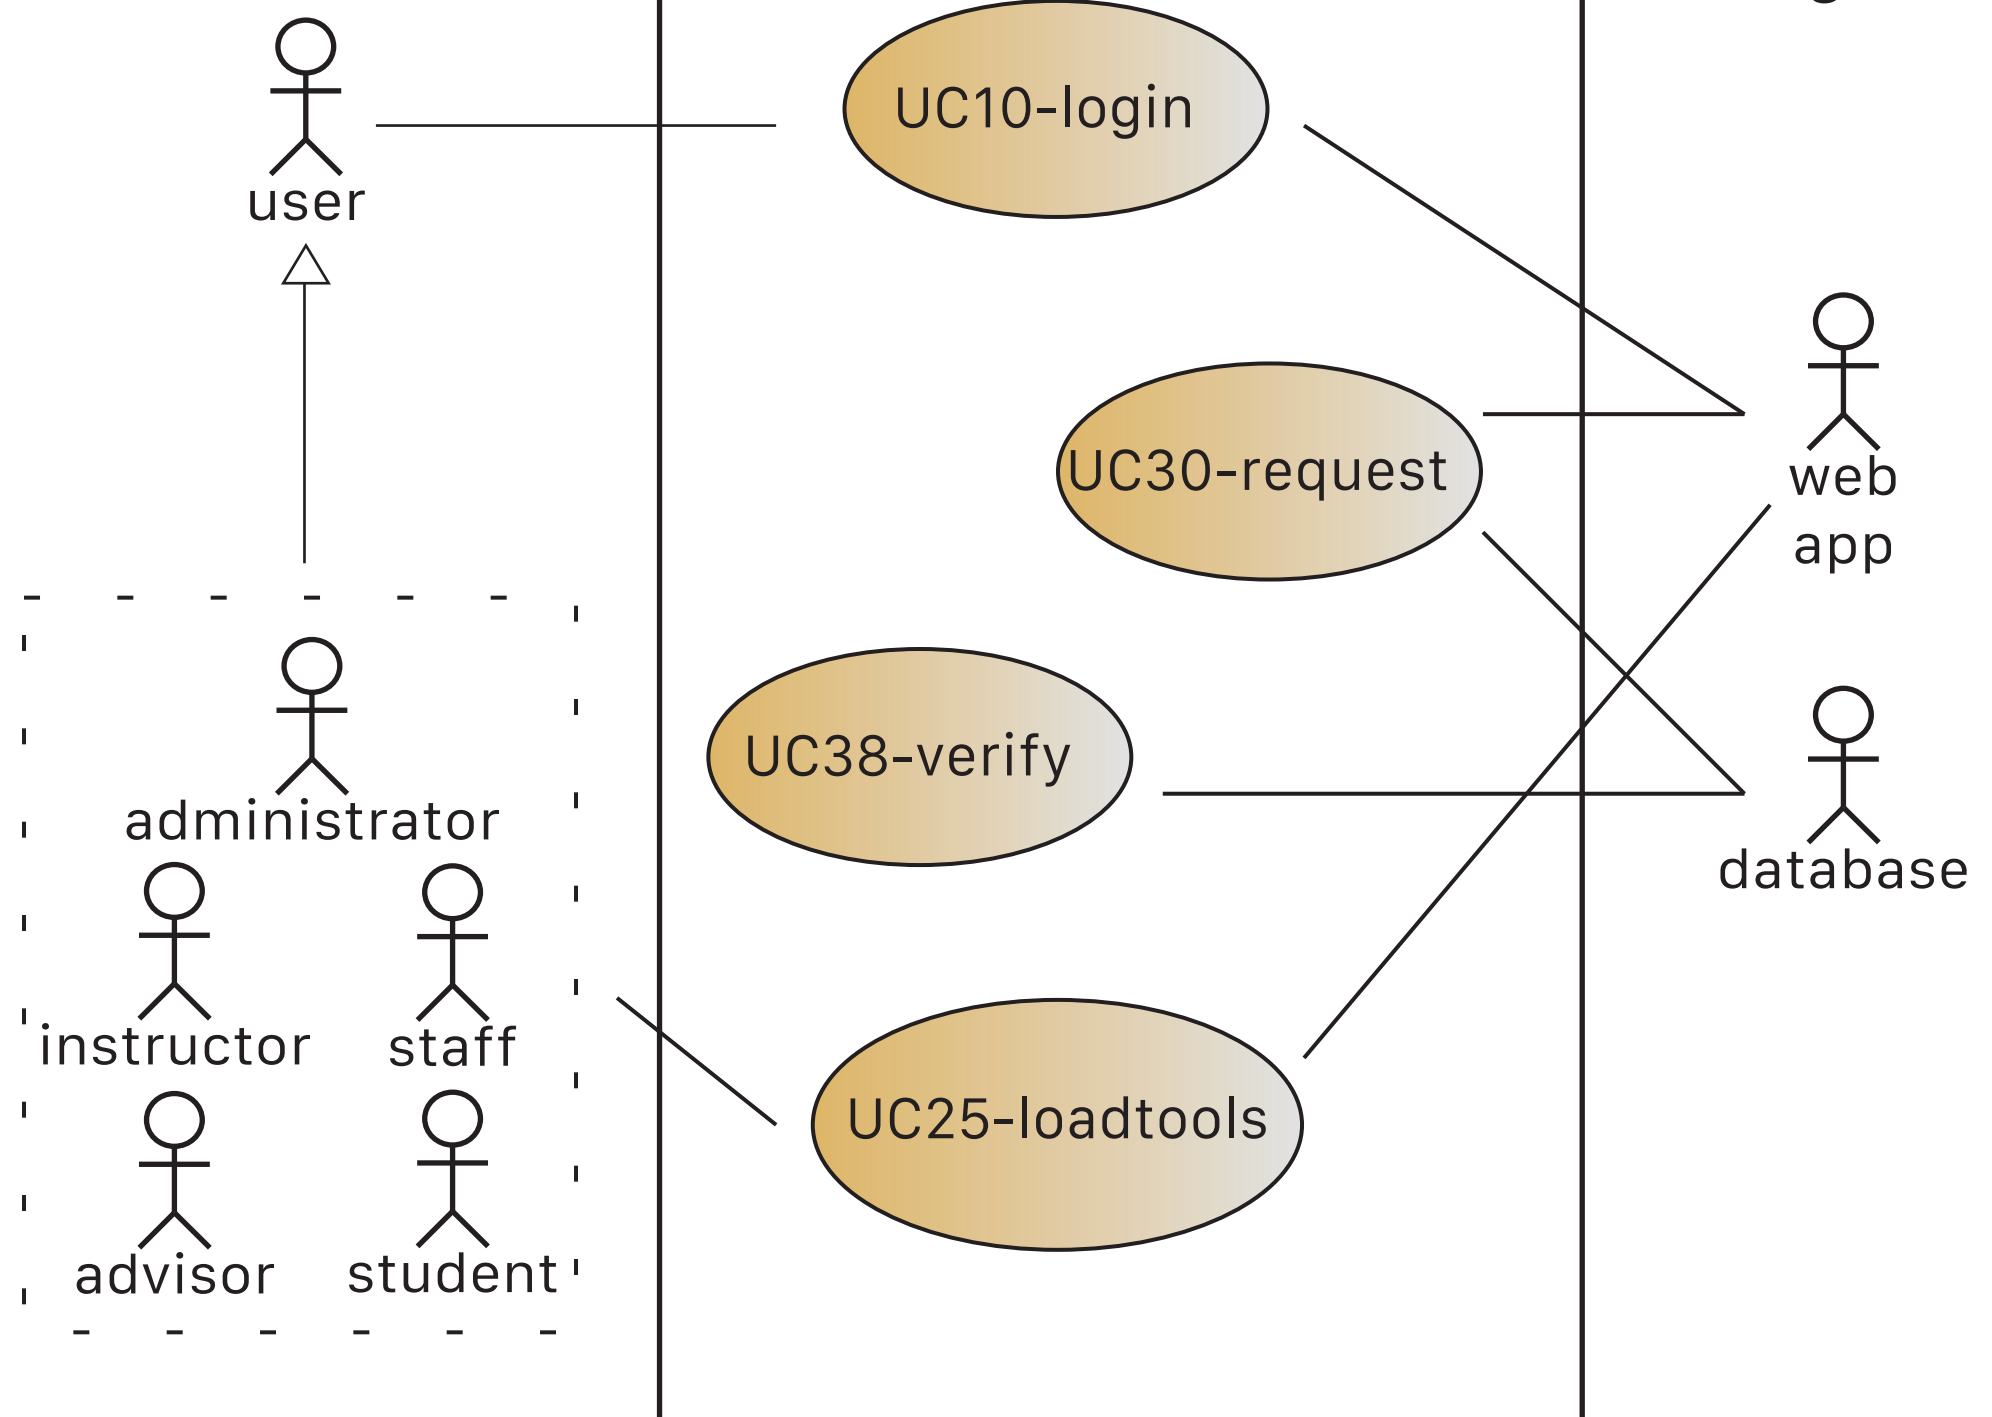 user
UC10-login
UC30-request
web
app
UC38-verify
administrator
database
instructor
staff
UC25-loadtools
advisor
student